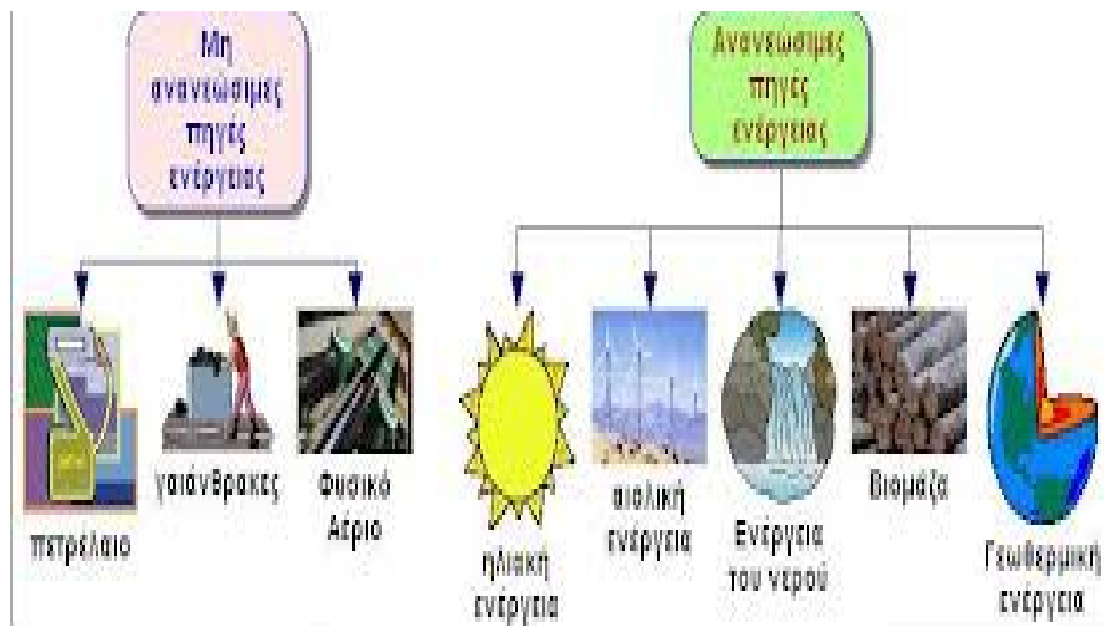 Μη
ανανεώσιμες
πηγές
ενέργειας
Ανανεώσιμες
πηγές
ενέργειας
πετρέλαιο
γαιάνθρακες
Φυσικό
Αέριο
ηλιακή
ενέργεια
αιολική
ενέργεια
Ενέργεια
του νερού
Βιομάζα
Γεωθερμική
ενέργεια